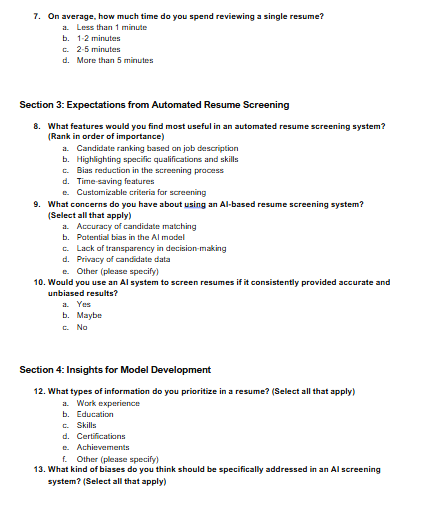 7. On average, how much time do you spend reviewing a single resume?
a. Less than 1 minute
b. 1-2 minutes
c. 2-5 minutes
d. More than 5 minutes
Section 3: Expectations from Automated Resume Screening
8. What features would you find most useful in an automated resume screening system?
(Rank in order of importance)
a. Candidate ranking based on job description
b. Highlighting specific qualifications and skills
c. Bias reduction in the screening process
d. Time-saving features
e. Customizable criteria for screening
9. What concerns do you have about using an AI-based resume screening system?
(Select all that apply)
a. Accuracy of candidate matching
b. Potential bias in the AI model
c. Lack of transparency in decision-making
d. Privacy of candidate data
e. Other (please specify)
10. Would you use an AI system to screen resumes if it consistently provided accurate and
unbiased results?
a. Yes
b. Maybe
c. No
Section 4: Insights for Model Development
12. What types of information do you prioritize in a resume? (Select all that apply)
a. Work experience
b. Education
c. Skills
d. Certifications
e. Achievements
f. Other (please specify)
13. What kind of biases do you think should be specifically addressed in an AI screening
system? (Select all that apply)